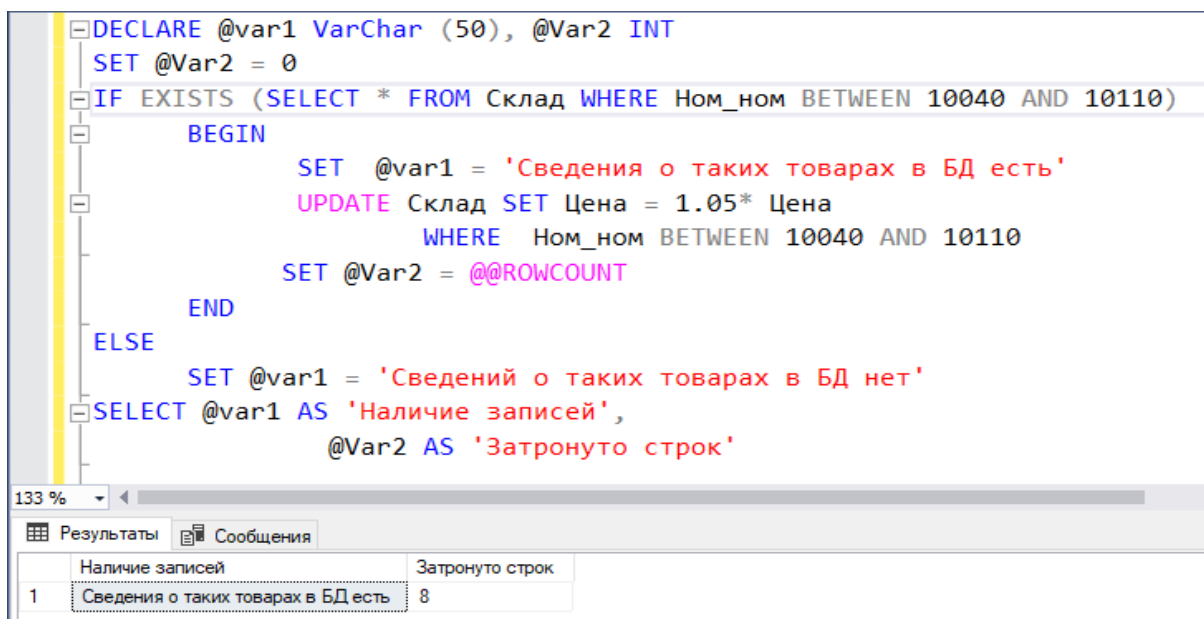 DECLARE @var1 VarChar (50), @Var2 INT
SET @Var2 = 0
IF EXISTS (SELECT * FROM Склад WHERE Ном_ном BETWEEN 10040 AND 10110)
BEGIN
SET @var1 = 'Сведения о таких товарах в БД есть'
UPDATE Склад SET Цена = 1.05* Цена
WHERE Ном_ном BETWEEN 10040 AND 10110
SET @Var2 = @@ROWCOUNT
END
ELSE
SET @var1 = 'Сведений о таких товарах в БД нет'
SELECT @var1 AS 'Наличие записей',
@Var2 AS 'Затронуто строк'
133 %
Результаты Сообщения
Наличие записей Затронуто строк
1 Сведения о таких товарах в БД есть 8